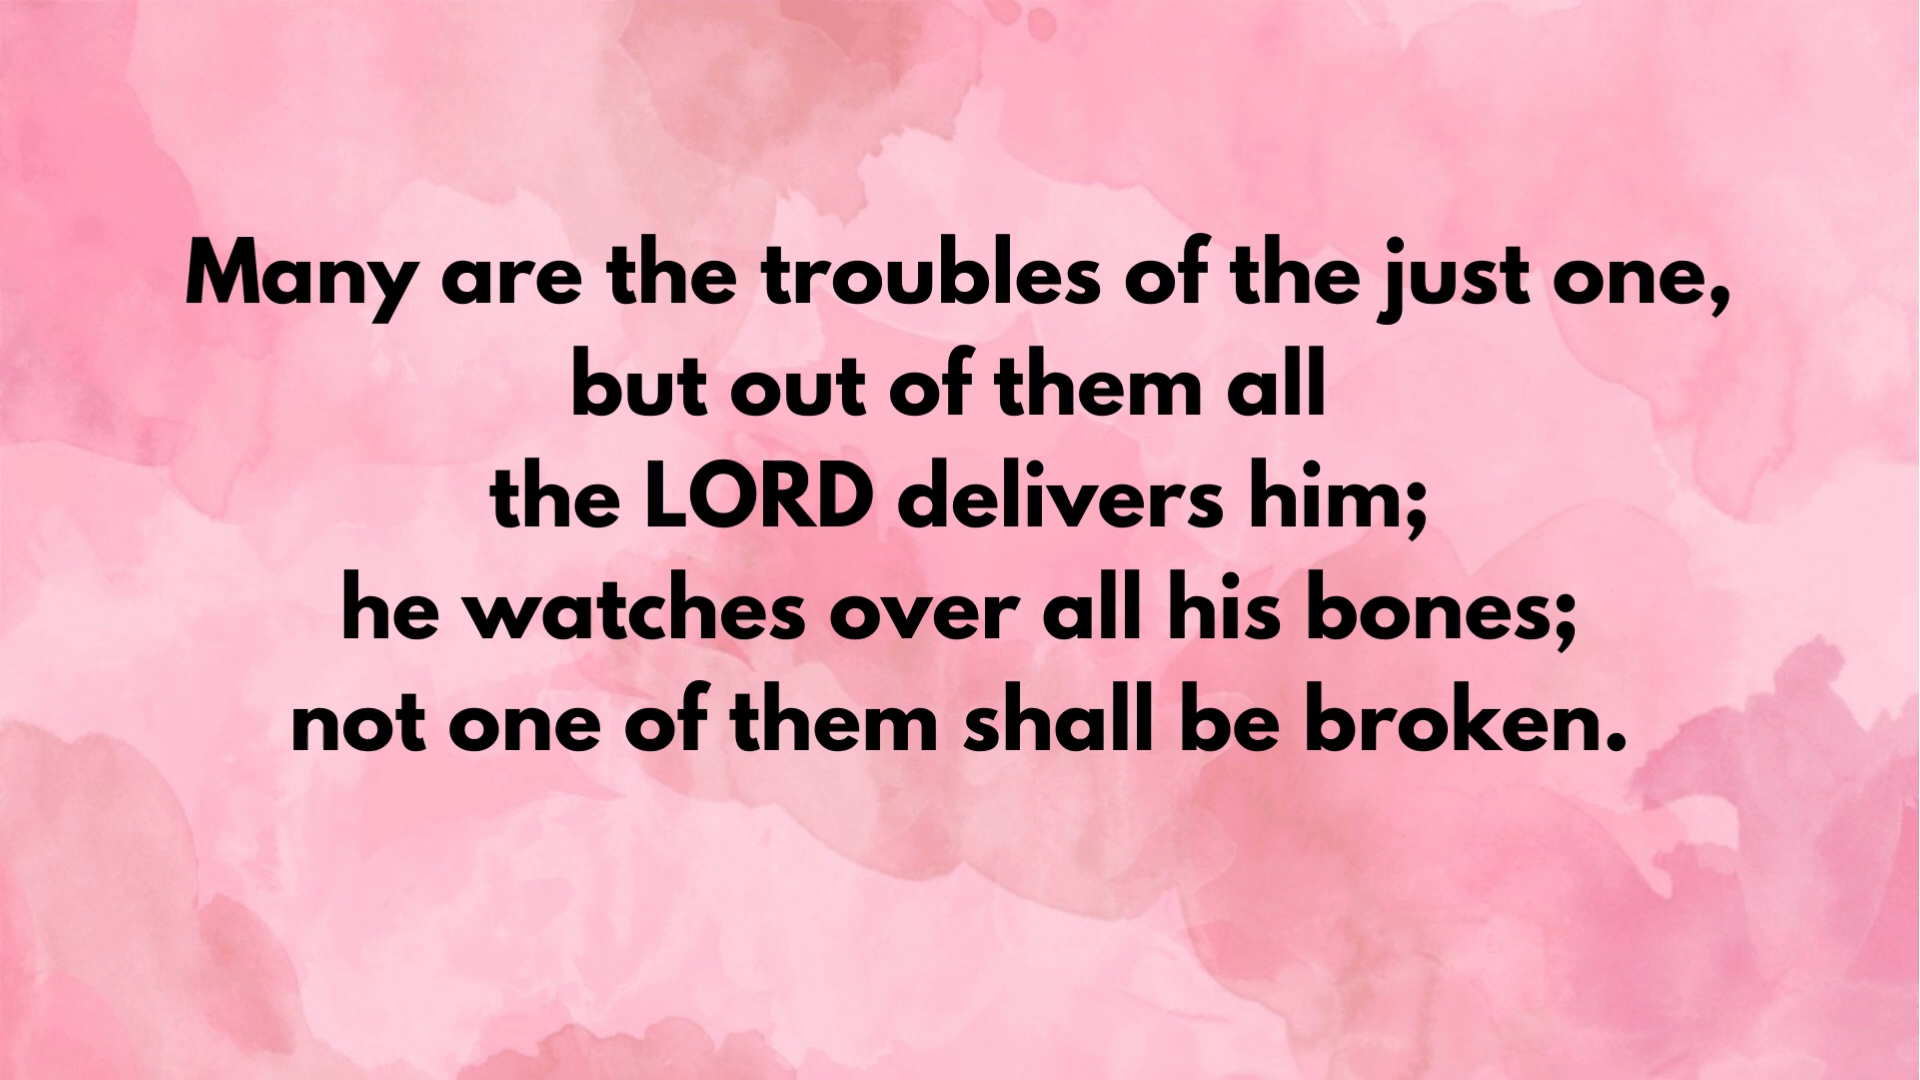 Many are the troubles of the just one,
but out of them all
the LORD delivers him;
he watches over all his bones;
not one of them shall be broken.